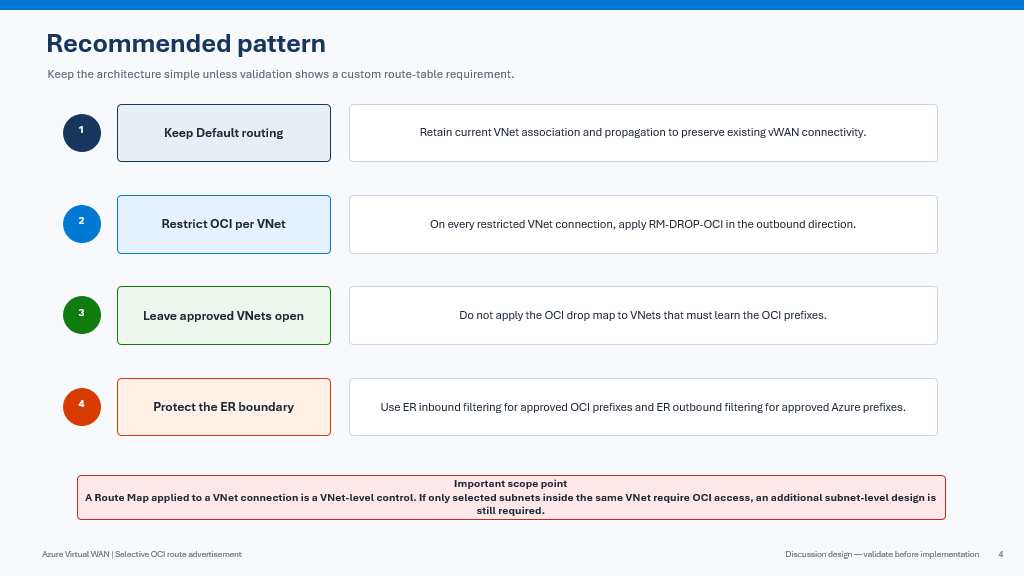 Recommended pattern
Keep the architecture simple unless validation shows a custom route-table requirement.
1
Keep Default routing
Retain current VNet association and propagation to preserve existing vWAN connectivity.
2
Restrict OCI per VNet
On every restricted VNet connection, apply RM-DROP-OCI in the outbound direction.
3
Leave approved VNets open
Do not apply the OCI drop map to VNets that must learn the OCI prefixes.
4
Protect the ER boundary
Use ER inbound filtering for approved OCI prefixes and ER outbound filtering for approved Azure prefixes.
Important scope point
A Route Map applied to a VNet connection is a VNet-level control. If only selected subnets inside the same VNet require OCI access, an additional subnet-level design is
still required.
Azure Virtual WAN | Selective OCI route advertisement
Discussion design — validate before implementation
4